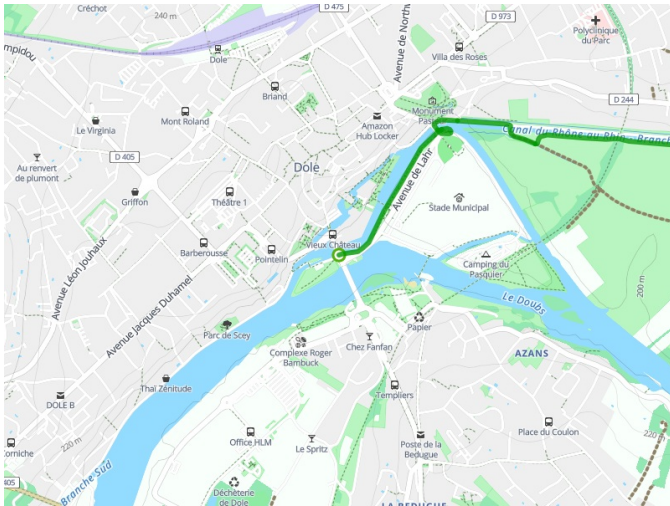 Créchot
240 m
D 475
D 973
Polyclinique
du Parc
mpidou
Dole
Avenue de North
Villa des Roses
Briand
D 244
Monument
Past
Le Virginia
Mont Roland
Amazon
Hub Locker
Canal du Rhône au Rhin - Branche
D 405
Au renvert
de plumont
Dole
Avenue de Lahr
Griffon
Théâtre 1
Stade Municipal
Vieux Château
Avenue Léon Jouhaux
Barberousse
Pointelin
Camping du
Pasquier
200 m
Avenue Jacques Duhamel
Le Doubs
Parc de Scey
Papier
Complexe Roger
Bambuck
Chez Fanfan
AZANS
Thaï Zénitude
Templiers
DOLE B
Place du Coulon
220 m
Office HLM
Le Spritz
Poste de la
Bedugue
220 m
Corniche
Branche Sud
405
Déchèterie
de Dole
LA BEDUGUE